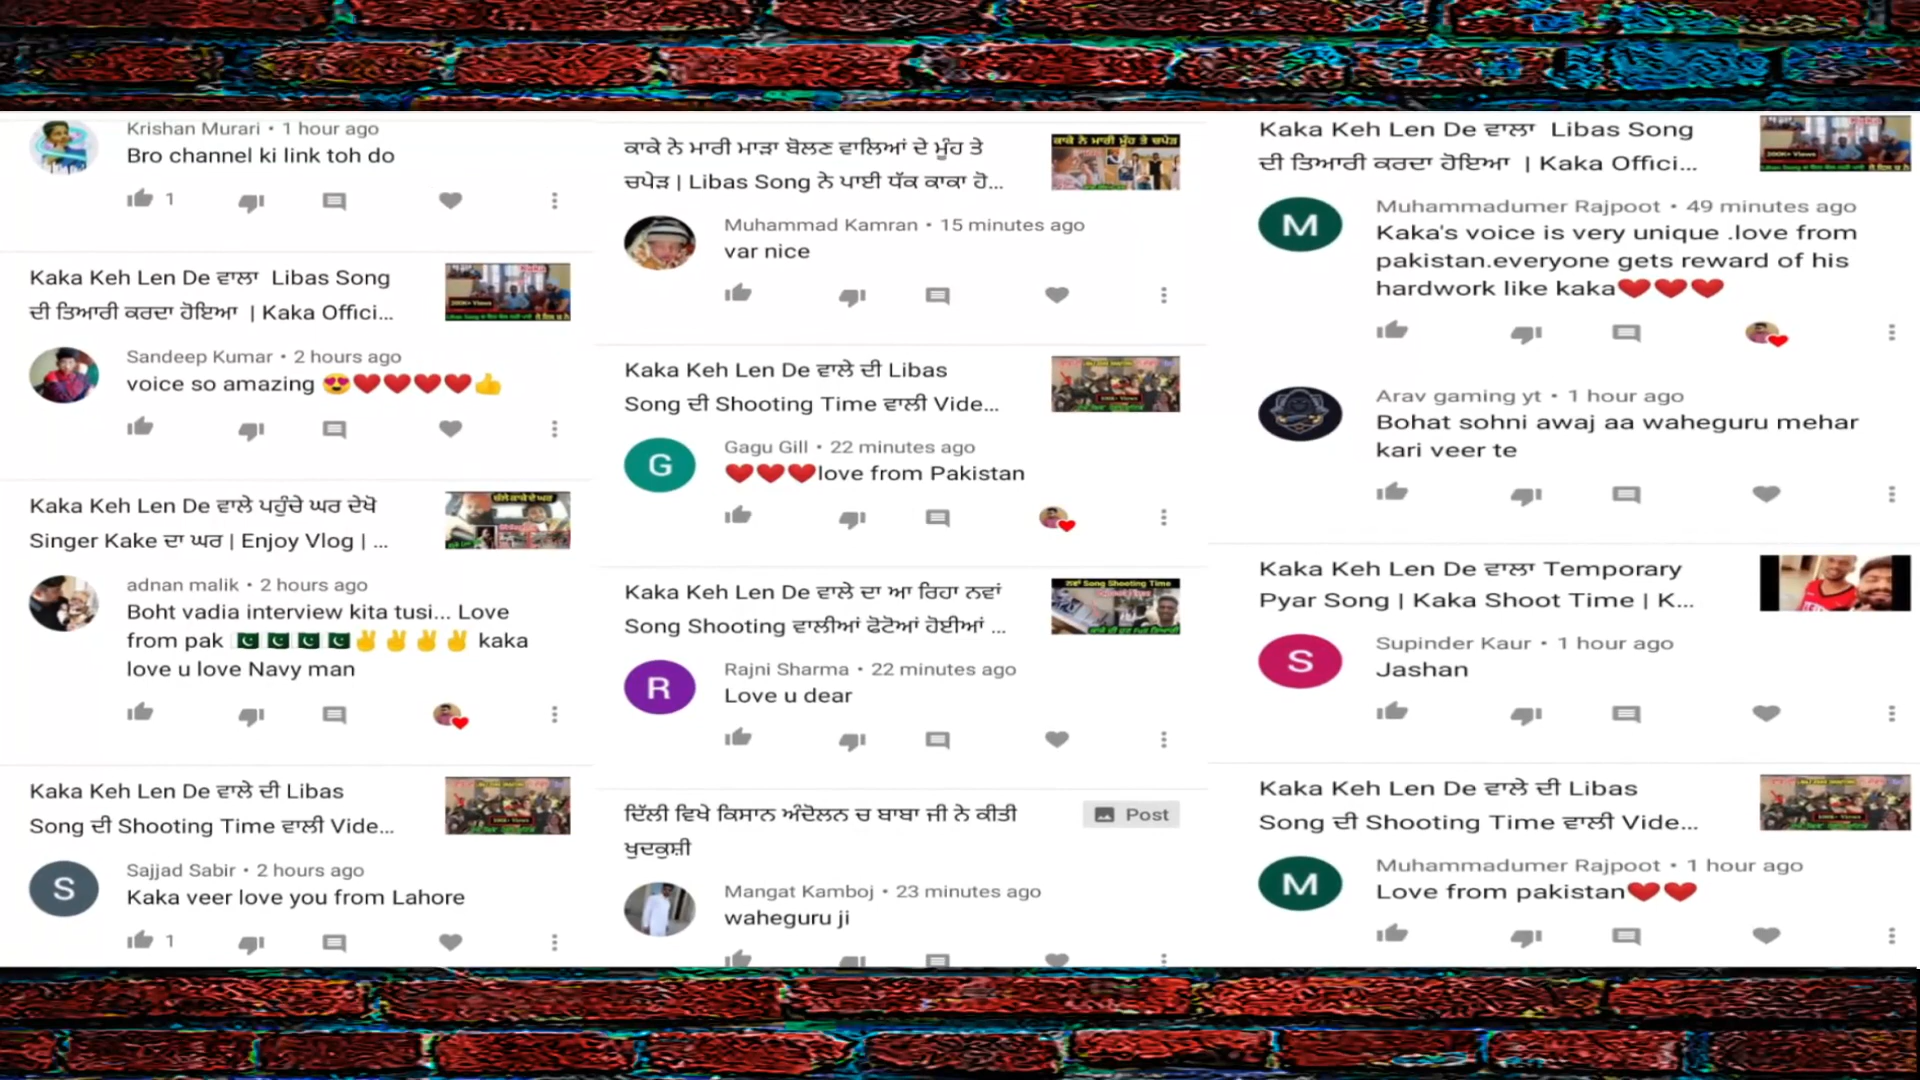 Krishan Murari • 1 hour ago
Bro channel ki link toh do
1
Kaka Keh Len De ਵਾਲਾ Libas Song
ਦੀ ਤਿਆਰੀ ਕਰਦਾ ਹੋਇਆ | Kaka Offici...
Sandeep Kumar • 2 hours ago
voice so amazing 😍❤️❤️❤️❤️👍
Kaka Keh Len De ਵਾਲੇ ਪਹੁੰਚੇ ਘਰ ਦੇਖੋ
Singer Kake ਦਾ ਘਰ | Enjoy Vlog | ...
adnan malik • 2 hours ago
Boht vadia interview kita tusi... Love
from pak 🇵🇰🇵🇰🇵🇰🇵🇰✌️✌️✌️✌️ kaka
love u love Navy man
Kaka Keh Len De ਵਾਲੇ ਦੀ Libas
Song ਦੀ Shooting Time ਵਾਲੀ Vide...
Sajjad Sabir • 2 hours ago
Kaka veer love you from Lahore
1
ਕਾਕੇ ਨੇ ਮਾਰੀ ਮਾੜਾ ਬੋਲਣ ਵਾਲਿਆਂ ਦੇ ਮੂੰਹ ਤੇ
ਚਪੇੜ | Libas Song ਨੇ ਪਾਈ ਧੱਕ ਕਾਕਾ ਹੋ...
ਕਾਕੇ ਨੇ ਮਾਰੀ ਮੂੰਹ ਤੇ ਚਪੇੜ
Muhammad Kamran • 15 minutes ago
var nice
Kaka Keh Len De ਵਾਲੇ ਦੀ Libas
Song ਦੀ Shooting Time ਵਾਲੀ Vide...
Gagu Gill • 22 minutes ago
❤️❤️❤️love from Pakistan
Kaka Keh Len De ਵਾਲੇ ਦਾ ਆ ਰਿਹਾ ਨਵਾਂ
Song Shooting ਵਾਲੀਆਂ ਫੋਟੋਆਂ ਹੋਈਆਂ ...
ਨਵਾਂ Song Shooting Time
Rajni Sharma • 22 minutes ago
Love u dear
ਦਿੱਲੀ ਵਿਖੇ ਕਿਸਾਨ ਅੰਦੋਲਨ ਚ ਬਾਬਾ ਜੀ ਨੇ ਕੀਤੀ
ਖੁਦਕੁਸ਼ੀ
Post
Mangat Kamboj • 23 minutes ago
waheguru ji
Kaka Keh Len De ਵਾਲਾ Libas Song
ਦੀ ਤਿਆਰੀ ਕਰਦਾ ਹੋਇਆ | Kaka Offici...
Muhammadumer Rajpoot • 49 minutes ago
Kaka's voice is very unique .love from
pakistan.everyone gets reward of his
hardwork like kaka❤️❤️❤️
Arav gaming yt • 1 hour ago
Bohat sohni awaj aa waheguru mehar
kari veer te
Kaka Keh Len De ਵਾਲਾ Temporary
Pyar Song | Kaka Shoot Time | K...
Supinder Kaur • 1 hour ago
Jashan
Kaka Keh Len De ਵਾਲੇ ਦੀ Libas
Song ਦੀ Shooting Time ਵਾਲੀ Vide...
Muhammadumer Rajpoot • 1 hour ago
Love from pakistan❤️❤️